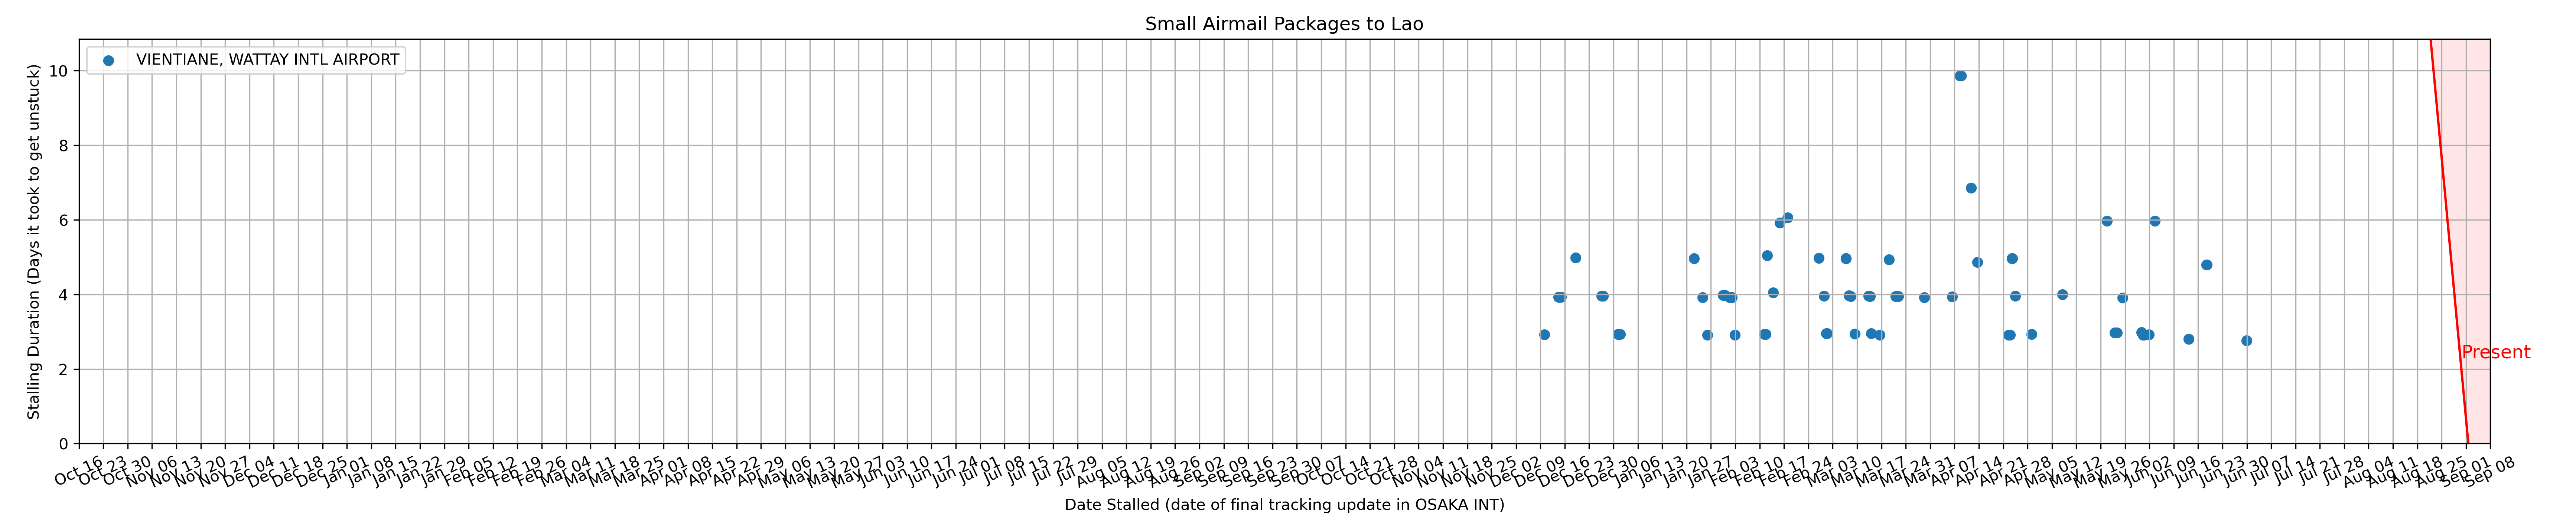 Small Airmail Packages to Lao
VIENTIANE, WATTAY INTL AIRPORT
Stalling Duration (Days it took to get unstuck)
10
8
6
4
2
0
Present
Oct 16 Oct 23 Oct 30 Nov 06 Nov 13 Nov 20 Nov 27 Dec 04 Dec 11 Dec 18 Dec 25 Jan 01 Jan 08 Jan 15 Jan 22 Jan 29 Feb 05 Feb 12 Feb 19 Feb 26 Mar 04 Mar 11 Mar 18 Mar 25 Apr 01 Apr 08 Apr 15 Apr 22 Apr 29 May 06 May 13 May 20 May 27 Jun 03 Jun 10 Jun 17 Jun 24 Jul 01 Jul 08 Jul 15 Jul 22 Jul 29 Aug 05 Aug 12 Aug 19 Aug 26 Sep 02 Sep 09 Sep 16 Sep 23 Sep 30 Oct 07 Oct 14 Oct 21 Oct 28 Nov 04 Nov 11 Nov 18 Nov 25 Dec 02 Dec 09 Dec 16 Dec 23 Dec 30 Jan 06 Jan 13 Jan 20 Jan 27 Feb 03 Feb 10 Feb 17 Feb 24 Mar 03 Mar 10 Mar 17 Mar 24 Mar 31 Apr 07 Apr 14 Apr 21 Apr 28 May 05 May 12 May 19 May 26 Jun 02 Jun 09 Jun 16 Jun 23 Jun 30 Jul 07 Jul 14 Jul 21 Jul 28 Aug 04 Aug 11 Aug 18 Aug 25 Sep 01 Sep 08
Date Stalled (date of final tracking update in OSAKA INT)